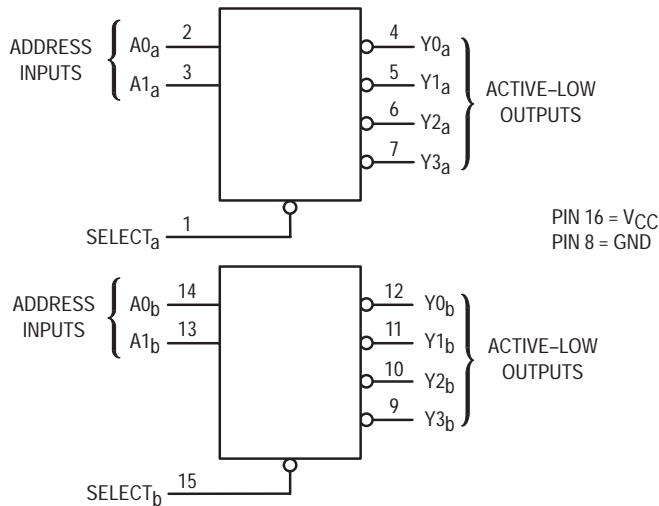 ADDRESS
INPUTS
A0a
2
A1a
3
4
Y0a
5
Y1a
6
Y2a
7
Y3a
ACTIVE–LOW
OUTPUTS
SELECTa
1
PIN 16 = VCC
PIN 8 = GND
ADDRESS
INPUTS
A0b
14
A1b
13
12
Y0b
11
Y1b
10
Y2b
9
Y3b
ACTIVE–LOW
OUTPUTS
SELECTb
15